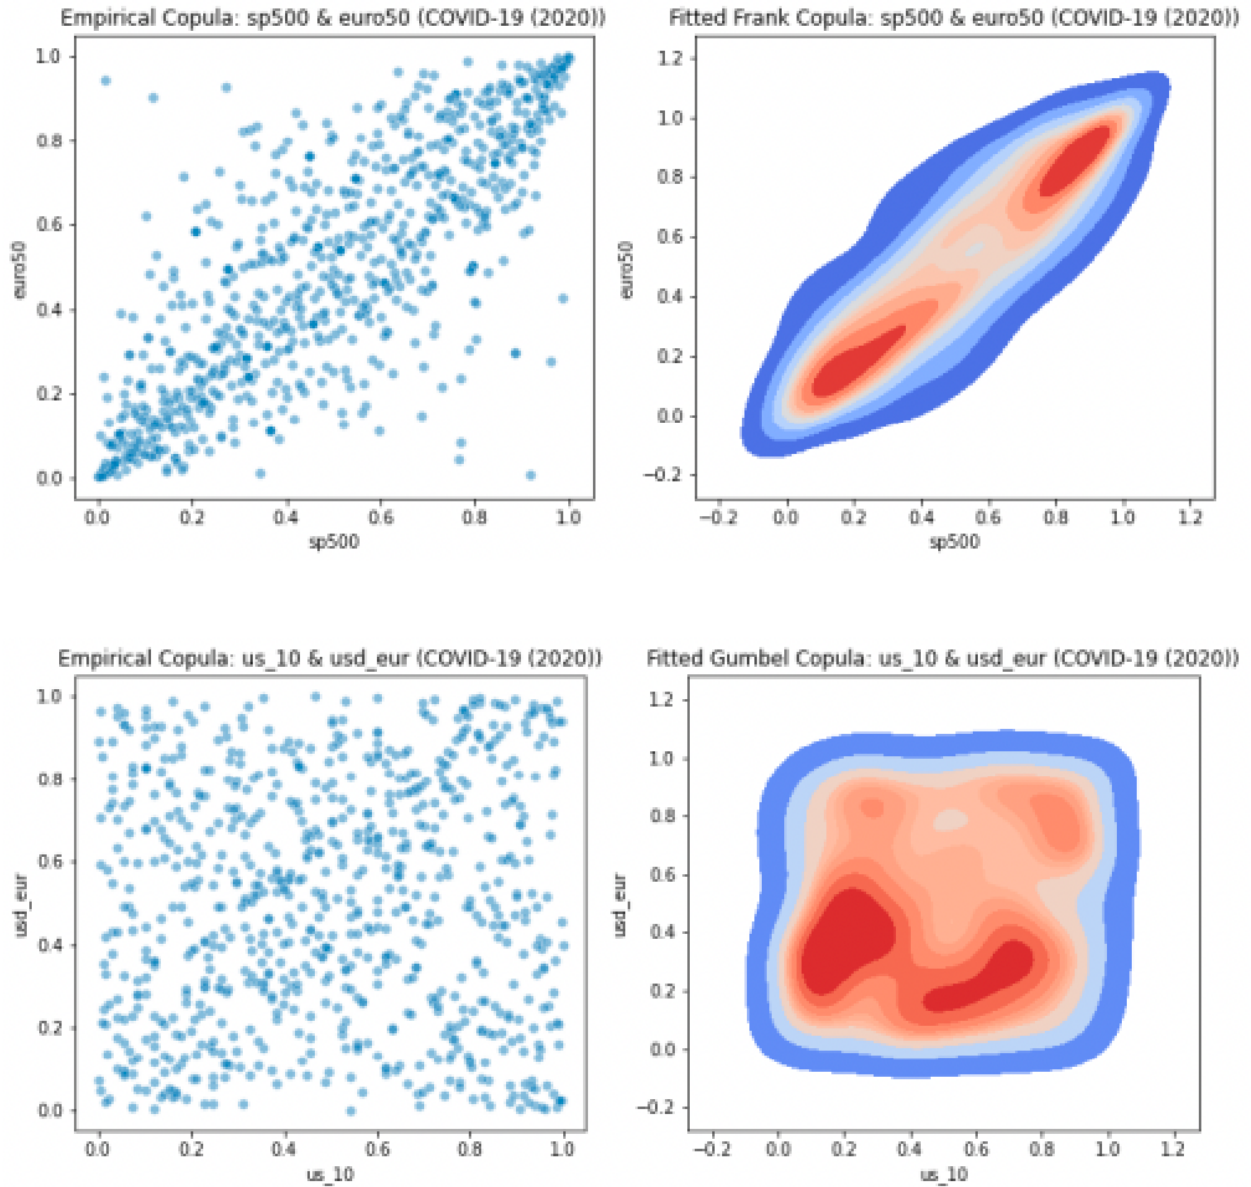 Empirical Copula: sp500 & euro50 (COVID-19 (2020))
1.0
0.8
0.6
0.4
0.2
0.0
euro50
0.0 0.2 0.4 0.6 0.8 1.0
sp500
Fitted Frank Copula: sp500 & euro50 (COVID-19 (2020))
1.2
1.0
0.8
0.6
0.4
0.2
0.0
−0.2
euro50
−0.2 0.0 0.2 0.4 0.6 0.8 1.0 1.2
sp500
Empirical Copula: us_10 & usd_eur (COVID-19 (2020))
1.0
0.8
0.6
0.4
0.2
0.0
usd_eur
0.0 0.2 0.4 0.6 0.8 1.0
us_10
Fitted Gumbel Copula: us_10 & usd_eur (COVID-19 (2020))
1.2
1.0
0.8
0.6
0.4
0.2
0.0
−0.2
usd_eur
−0.2 0.0 0.2 0.4 0.6 0.8 1.0 1.2
us_10